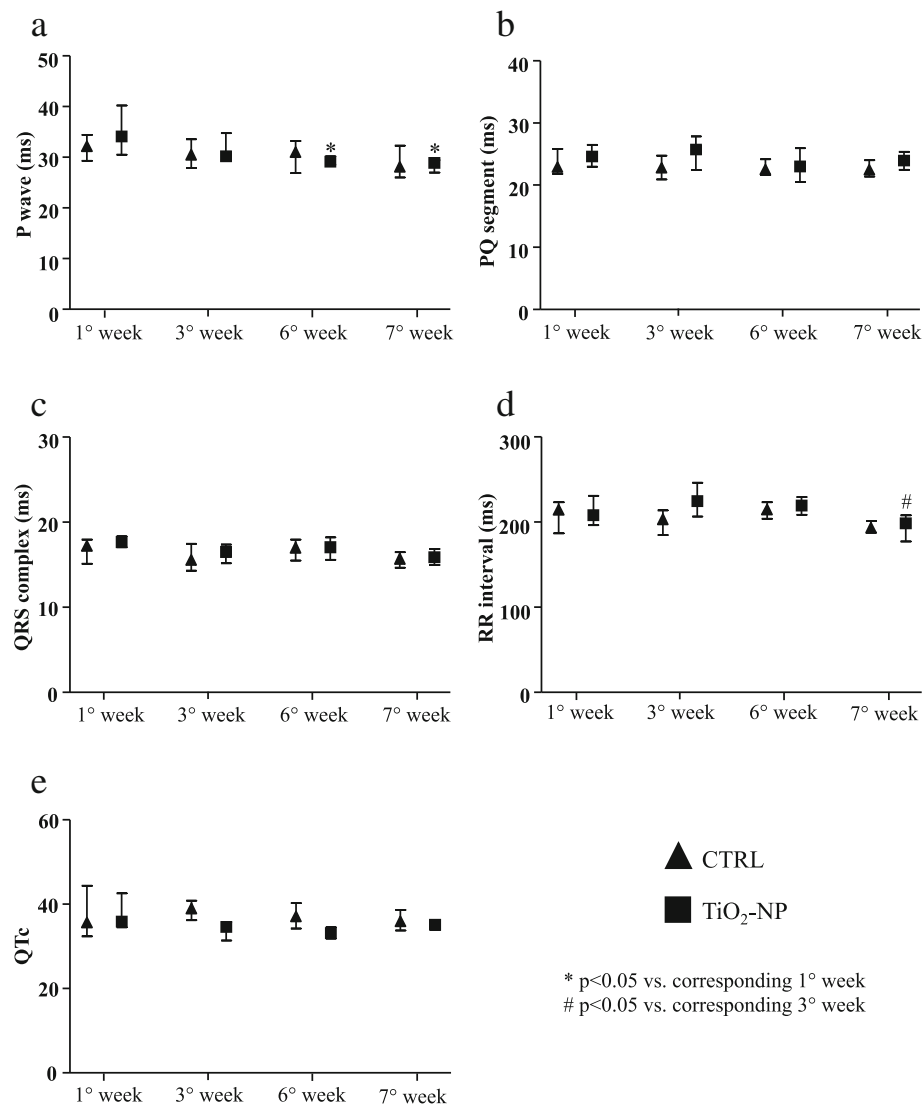 a
50
40
30
20
10
0
P wave (ms)
* *
1° week 3° week 6° week 7° week
b
40
30
20
10
0
PQ segment (ms)
1° week 3° week 6° week 7° week
c
30
20
10
0
QRS complex (ms)
1° week 3° week 6° week 7° week
d
300
200
100
0
RR interval (ms)
#
1° week 3° week 6° week 7° week
e
60
40
20
0
QTc
1° week 3° week 6° week 7° week
CTRL
TiO₂-NP
* p<0.05 vs. corresponding 1° week
# p<0.05 vs. corresponding 3° week